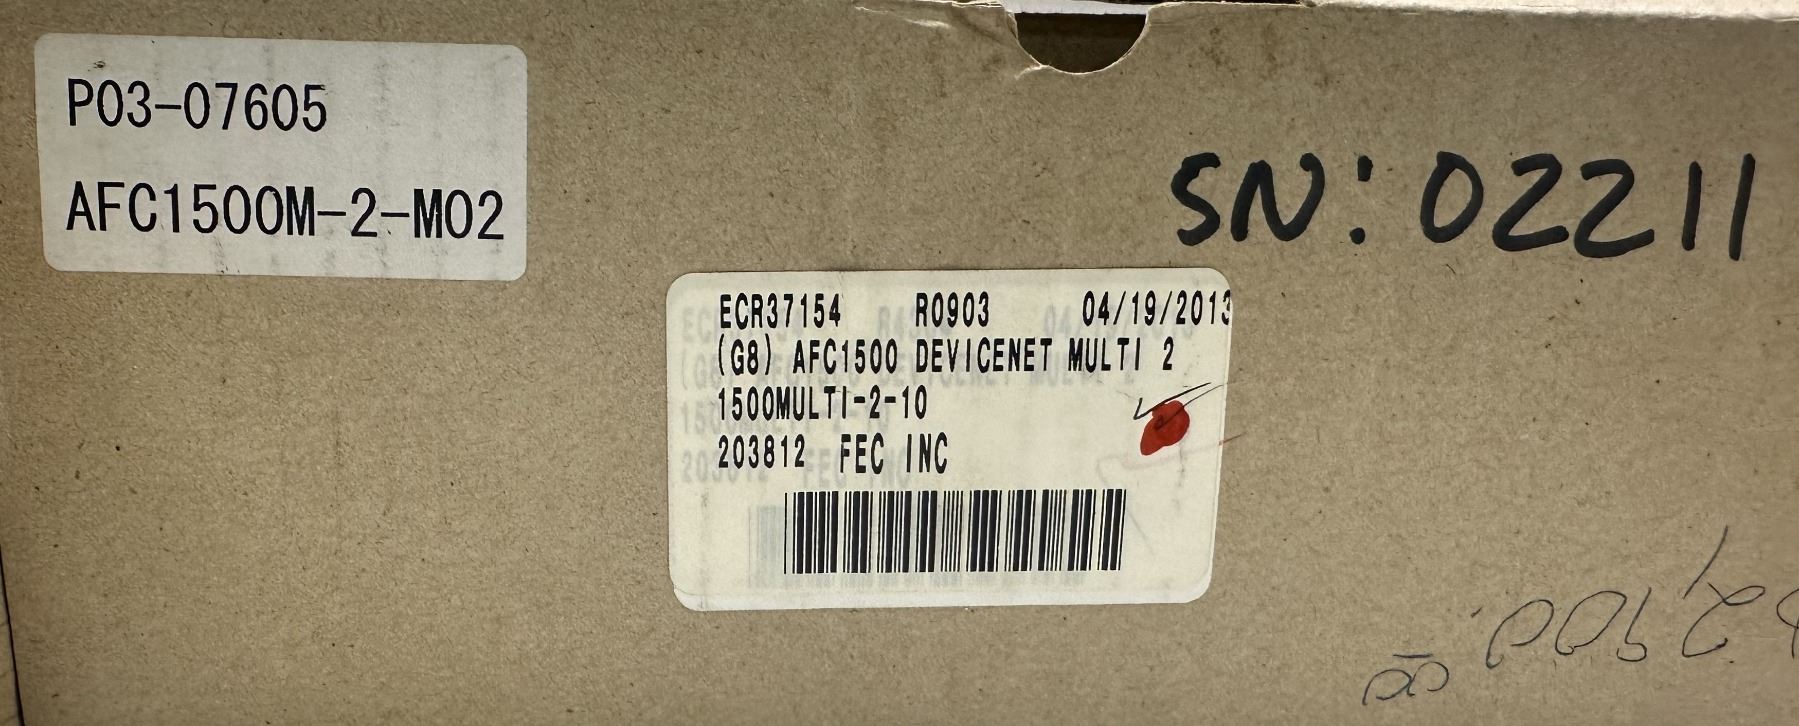 P03-07605
AFC1500M-2-M02
SN: 02211
ECR37154 R0903 04/19/2013
(G8) AFC1500 DEVICENET MULTI 2
1500MULTI-2-10
203812 FEC INC